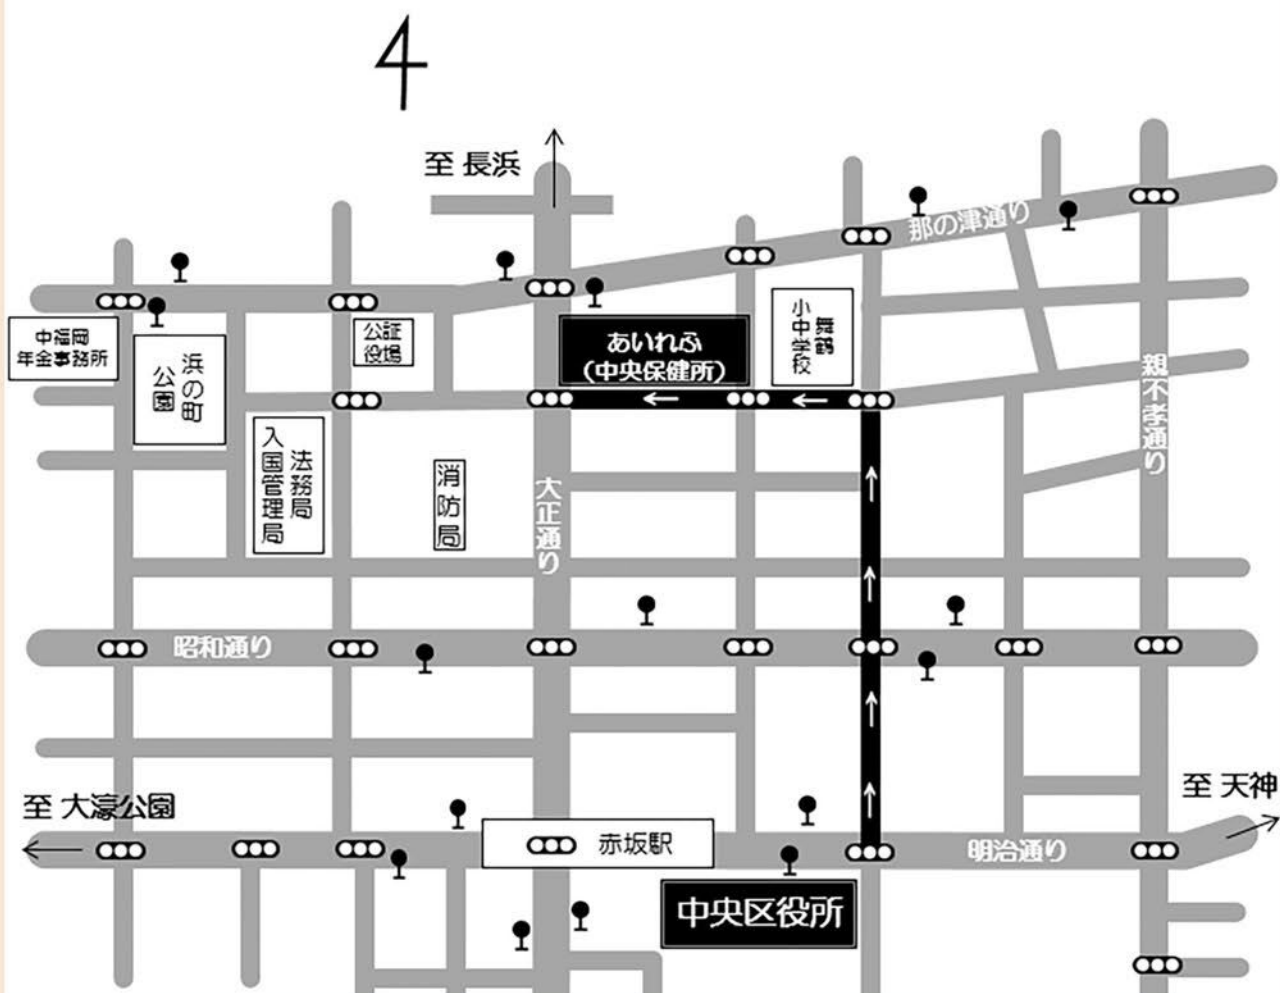 至 長浜
那の津通り
中福岡
年金事務所
浜の町
公園
公証
役場
あいれふ
(中央保健所)
舞鶴
小中学校
親不孝通り
法務局
入国管理局
消防局
大正通り
昭和通り
至 大濠公園
至 天神
赤坂駅
明治通り
中央区役所